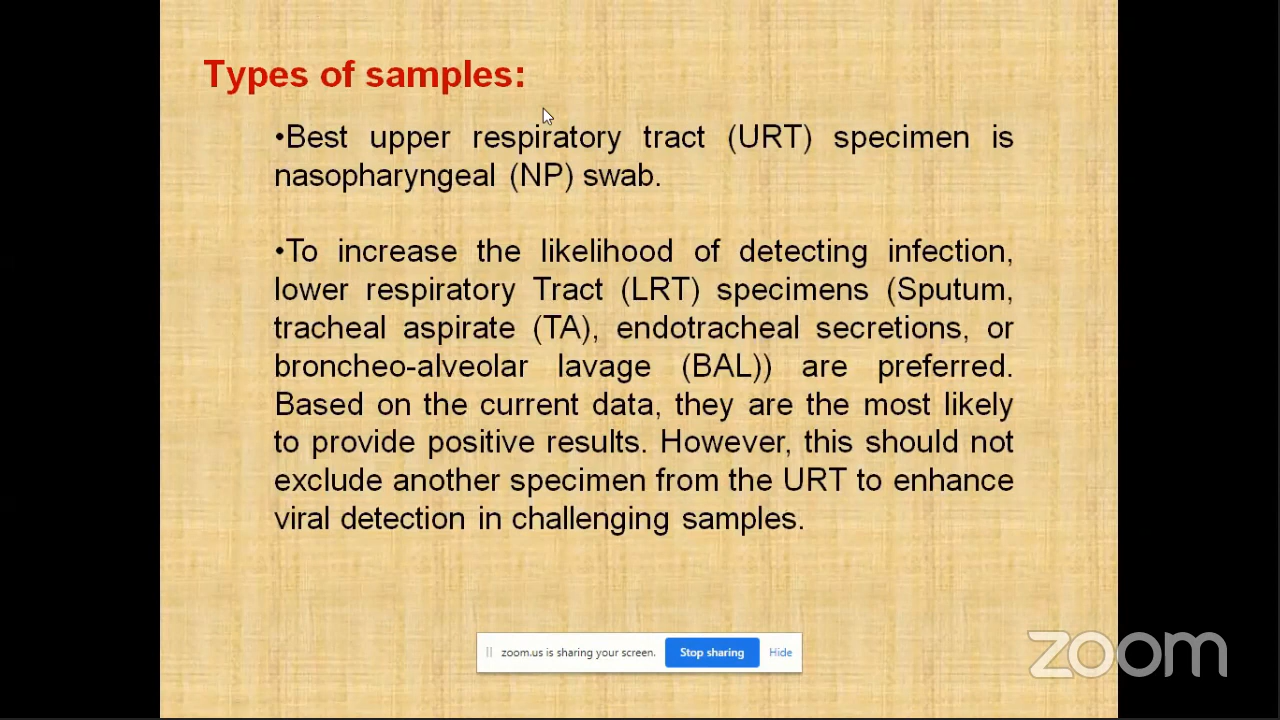 Types of samples:
•Best upper respiratory tract (URT) specimen is
nasopharyngeal (NP) swab.
•To increase the likelihood of detecting infection,
lower respiratory Tract (LRT) specimens (Sputum,
tracheal aspirate (TA), endotracheal secretions, or
broncheo-alveolar lavage (BAL)) are preferred.
Based on the current data, they are the most likely
to provide positive results. However, this should not
exclude another specimen from the URT to enhance
viral detection in challenging samples.
zoom.us is sharing your screen. Stop sharing Hide
zoom